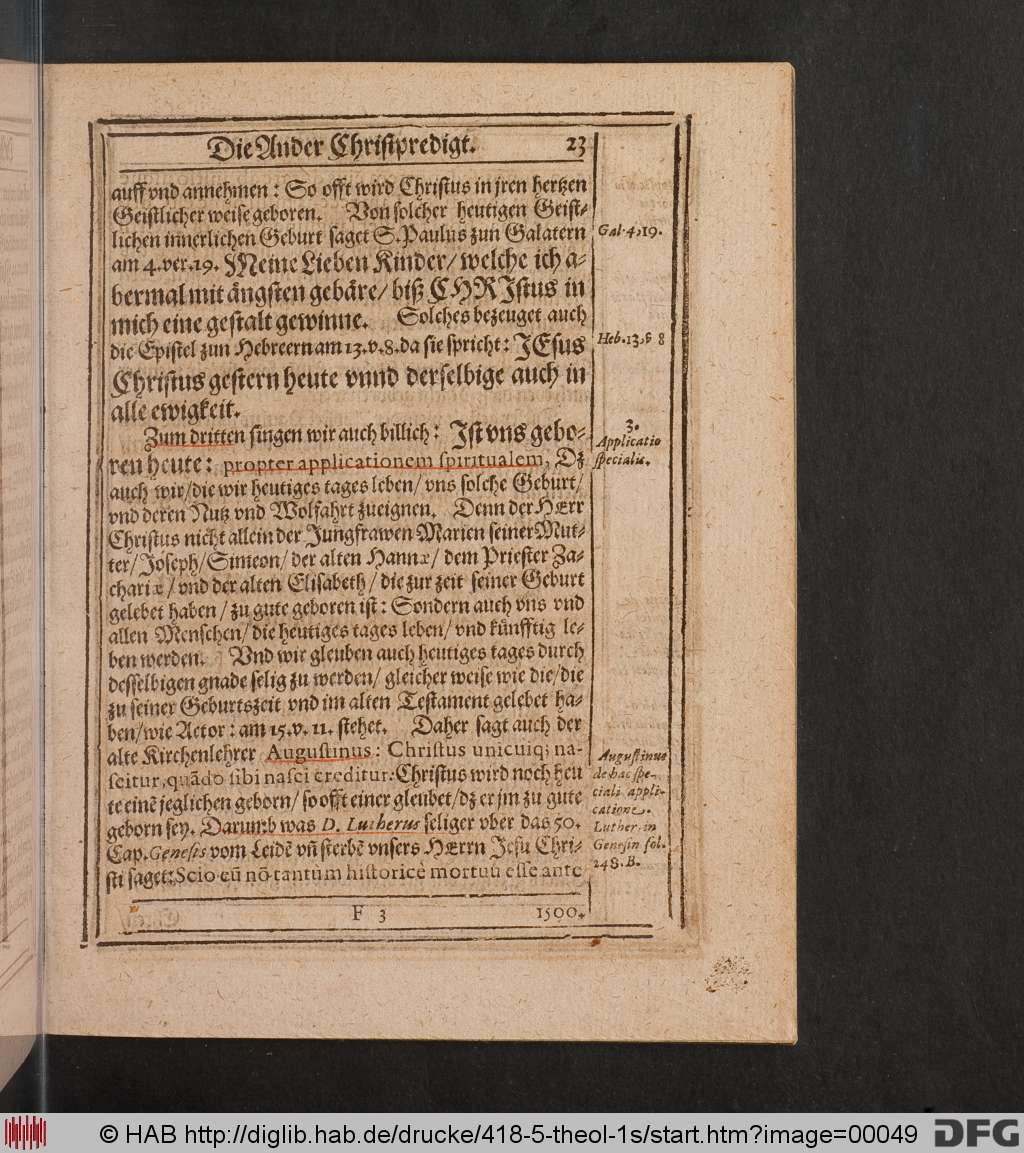 Die Ander Christpredigt. 23
auff vnd annehmen: So offt wird Christus in jren hertzen
Geistlicher weise geboren. Von solcher heutigen Geist-
lichen innerlichen Geburt saget S. Paulus zun Galatern
am 4. ver. 19. Meine Lieben Kinder/ welche ich a-
bermal mit ängsten gebäre/ biß CHRIstus in
mich eine gestalt gewinne. Solches bezeuget auch
die Epistel zun Hebreern am 13. v. 8. da sie spricht: JEsus
Christus gestern heute vnnd derselbige auch in
alle ewigkeit.
Zum dritten singen wir auch billich: Ist vns gebo-
ren heute: propter applicationem spiritualem, Dz
auch wir/ die wir heutiges tages leben/ vns solche Geburt/
vnd deren Nutz vnd Wolfahrt zueignen. Denn der HÆrr
Christus nicht allein der Jungfrawen Marien seiner Mut-
ter/ Joseph/ Simeon/ der alten Hannæ/ dem Priester Za-
chariæ/ vnd der alten Elisabeth/ die zur zeit seiner Geburt
gelebet haben/ zu gute geboren ist: Sondern auch vns vnd
allen Menschen/ die heutiges tages leben/ vnd künfftig le-
ben werden. Vnd wir gleuben auch heutiges tages durch
desselbigen gnade selig zu werden/ gleicher weise wie die/ die
zu seiner Geburtszeit vnd im alten Testament gelebet ha-
ben/ wie Actor: am 15. v. 11. stehet. Daher sagt auch der
alte Kirchenlehrer Augustinus: Christus unicuiq; na-
scitur, quādo sibi nasci creditur: Christus wird noch heu
te einē jeglichen geborn/ so offt einer gleubet/ dz er jm zu gute
geborn sey. Darumb was D. Lutherus seliger vber das 50.
Cap. Genesis vom Leidē vñ sterbē vnsers HÆrrn Jesu Chri-
sti saget: Scio eū nō tantùm historicè mortuū esse ante
F 3 1500.
Gal. 4, 19.
Heb. 13, v 8
3.
Applicatio
specialis.
Augustinus
de hac spe-
ciali appli-
catione.
Luther. in
Genesin fol.
248. B.
© HAB http://diglib.hab.de/drucke/418-5-theol-1s/start.htm?image=00049
DFG